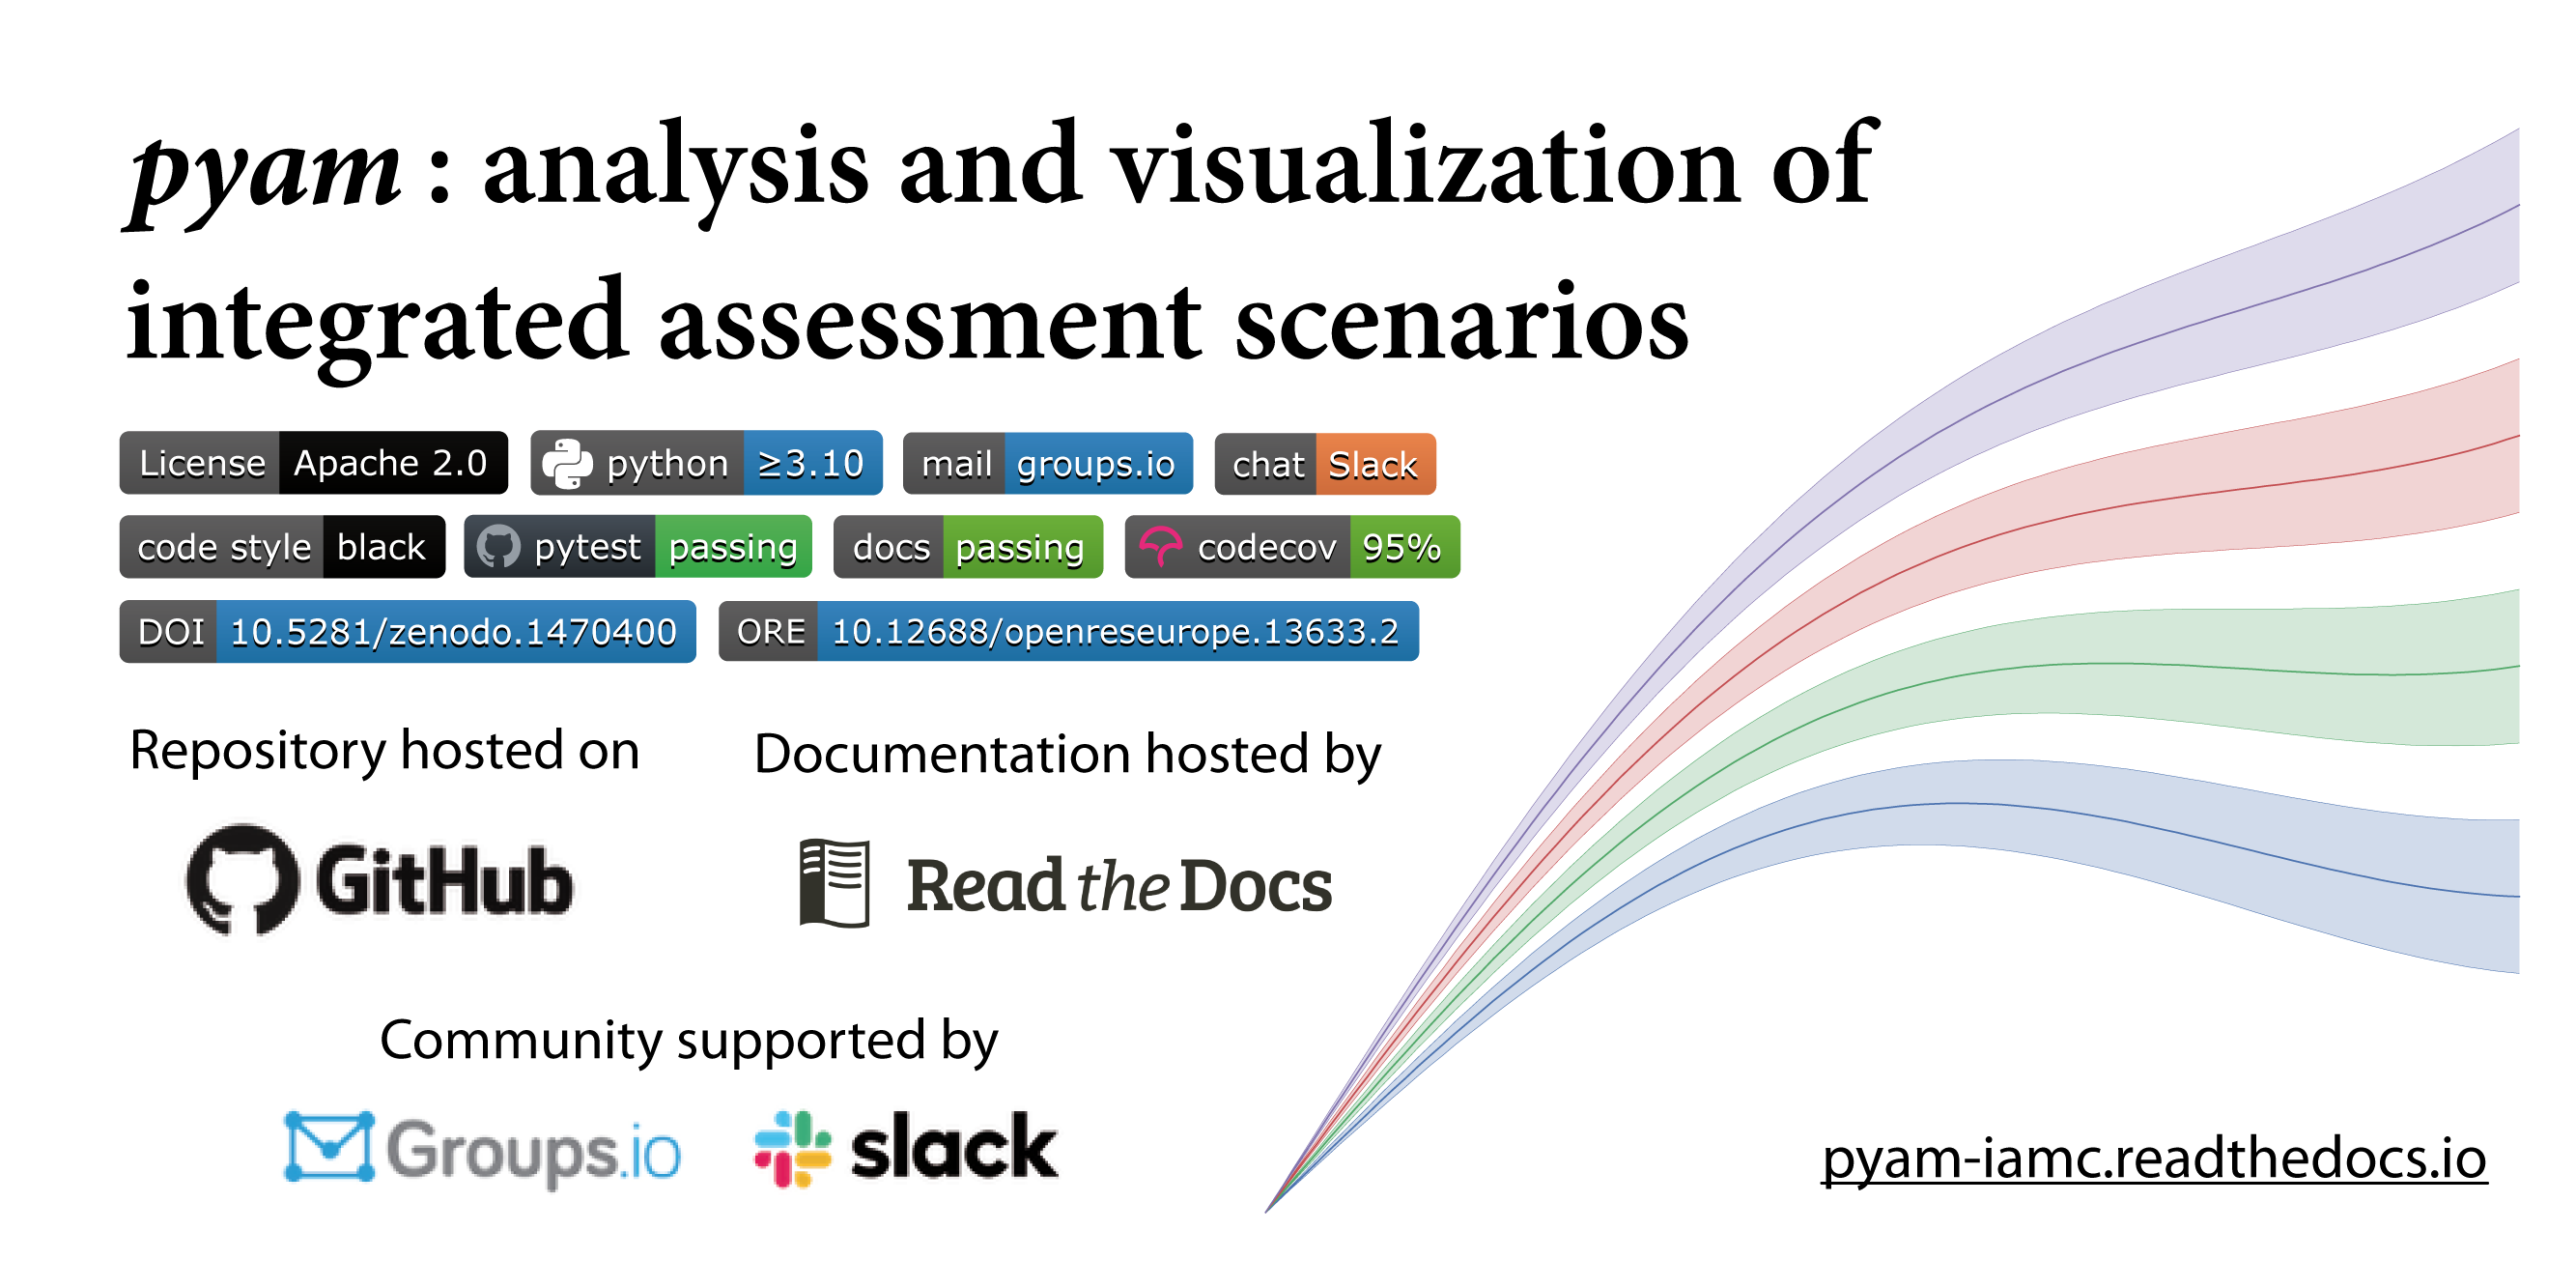 pyam : analysis and visualization of
integrated assessment scenarios
License Apache 2.0 python ≥3.10 mail groups.io chat Slack
code style black pytest passing docs passing codecov 95%
DOI 10.5281/zenodo.1470400 ORE 10.12688/openreseurope.13633.2
Repository hosted on Documentation hosted by
GitHub Read the Docs
Community supported by
Groups.io slack
pyam-iamc.readthedocs.io